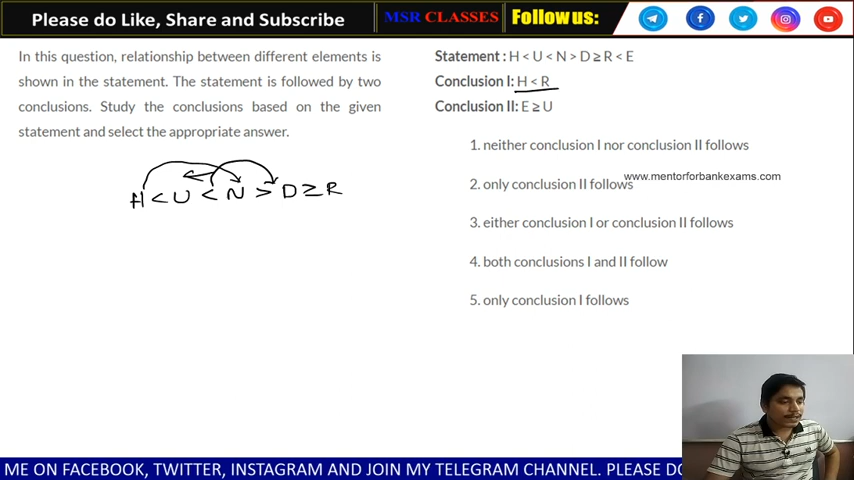 Please do Like, Share and Subscribe
MSR CLASSES
Follow us:
In this question, relationship between different elements is
shown in the statement. The statement is followed by two
conclusions. Study the conclusions based on the given
statement and select the appropriate answer.
H < U < N > D ≥ R
Statement : H < U < N > D ≥ R < E
Conclusion I: H < R
Conclusion II: E ≥ U
1. neither conclusion I nor conclusion II follows
www.mentorforbankexams.com
2. only conclusion II follows
3. either conclusion I or conclusion II follows
4. both conclusions I and II follow
5. only conclusion I follows
ME ON FACEBOOK, TWITTER, INSTAGRAM AND JOIN MY TELEGRAM CHANNEL. PLEASE DO